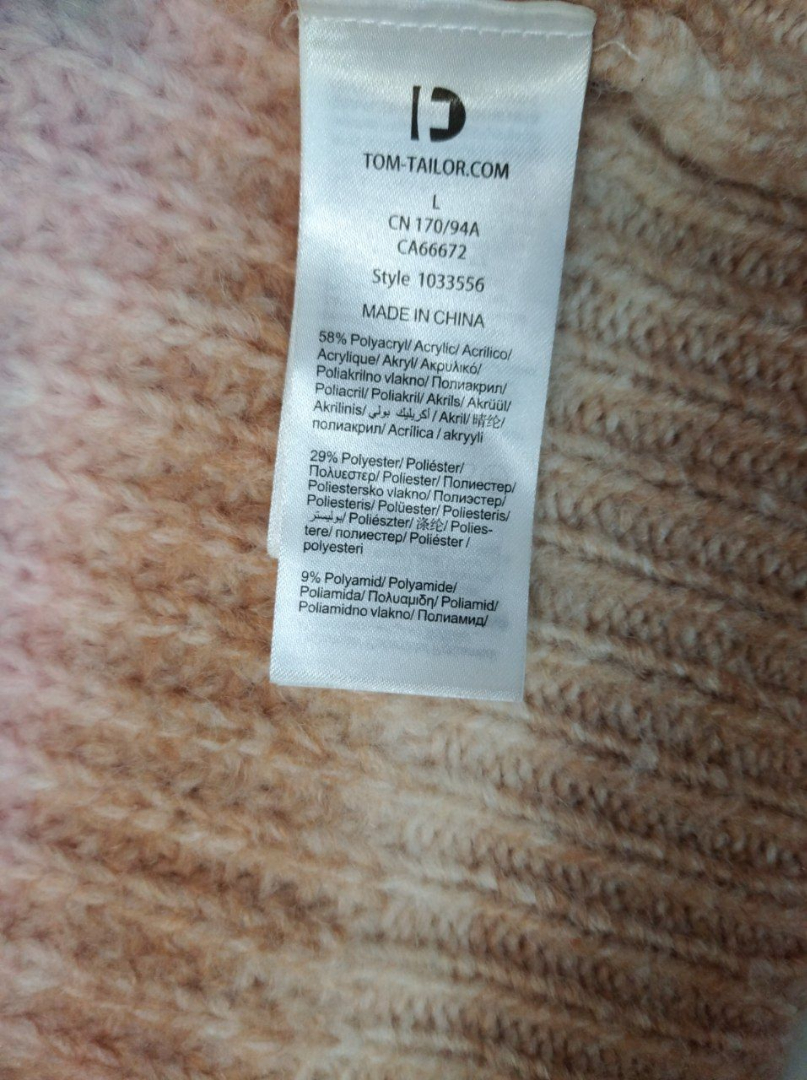 TOM-TAILOR.COM
L
CN 170/94A
CA66672
Style 1033556
MADE IN CHINA
58% Polyacryl/ Acrylic/ Acrilico/
Acrylique/ Akryl/ Ακρυλικό/
Poliakrilno vlakno/ Полиакрил/
Poliacril/ Poliakril/ Akrils/ Akrüül/
Akrilinis/ أكريليك بولي / Akril/ 腈纶/
полиакрил/ Acrílica / akryyli
29% Polyester/ Poliéster/
Πολυεστερ/ Poliester/ Полиестер/
Poliestersko vlakno/ Полиэстер/
Poliesteris/ Polüester/ Poliesteris/
بوليستر/ Poliészter/ 涤纶/ Polies-
tere/ полиестер/ Poliéster /
polyesteri
9% Polyamid/ Polyamide/
Poliamida/ Πολυαμιδη/ Poliamid/
Poliamidno vlakno/ Полиамид/